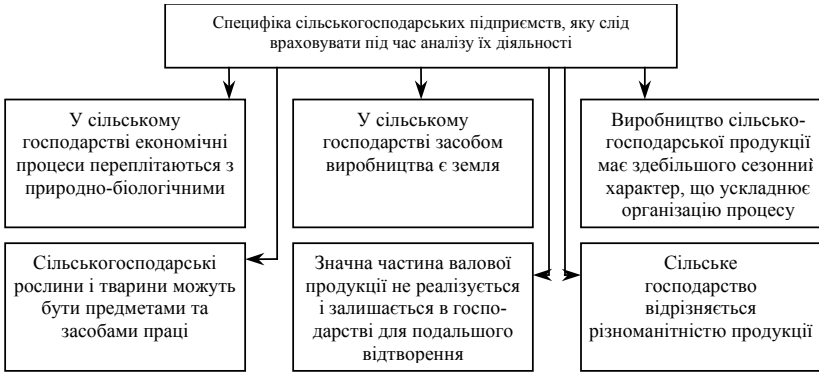 Специфіка сільськогосподарських підприємств, яку слід
враховувати під час аналізу їх діяльності
У сільському
господарстві економічні
процеси переплітаються з
природно-біологічними
У сільському
господарстві засобом
виробництва є земля
Виробництво сільсько-
господарської продукції
має здебільшого сезонний
характер, що ускладнює
організацію процесу
Сільськогосподарські
рослини і тварини можуть
бути предметами та
засобами праці
Значна частина валової
продукції не реалізується
і залишається в госпо-
дарстві для подальшого
відтворення
Сільське
господарство
відрізняється
різноманітністю продукції